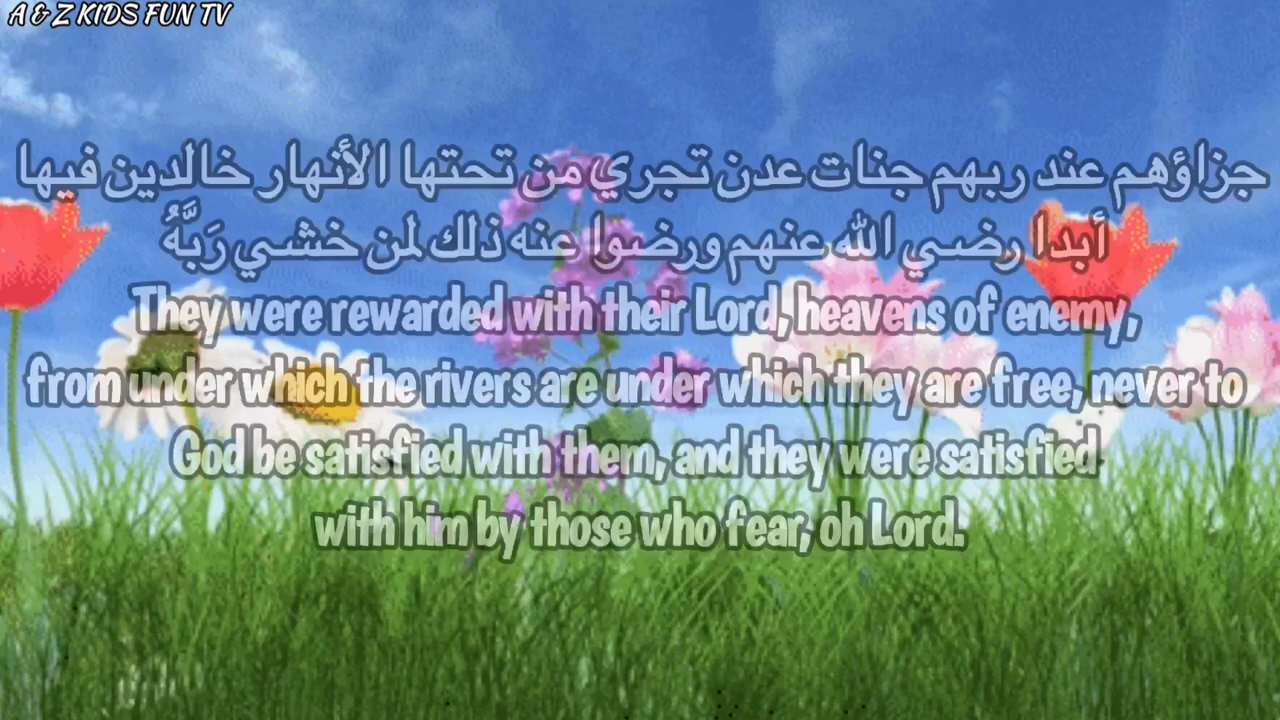 A & Z KIDS FUN TV
جزاؤهم عند ربهم جنات عدن تجري من تحتها الأنهار خالدين فيها
أبدا رضي الله عنهم ورضوا عنه ذلك لمن خشي رَبَّهُ
They were rewarded with their Lord, heavens of enemy,
from under which the rivers are under which they are free, never to
God be satisfied with them, and they were satisfied
with him by those who fear, oh Lord.